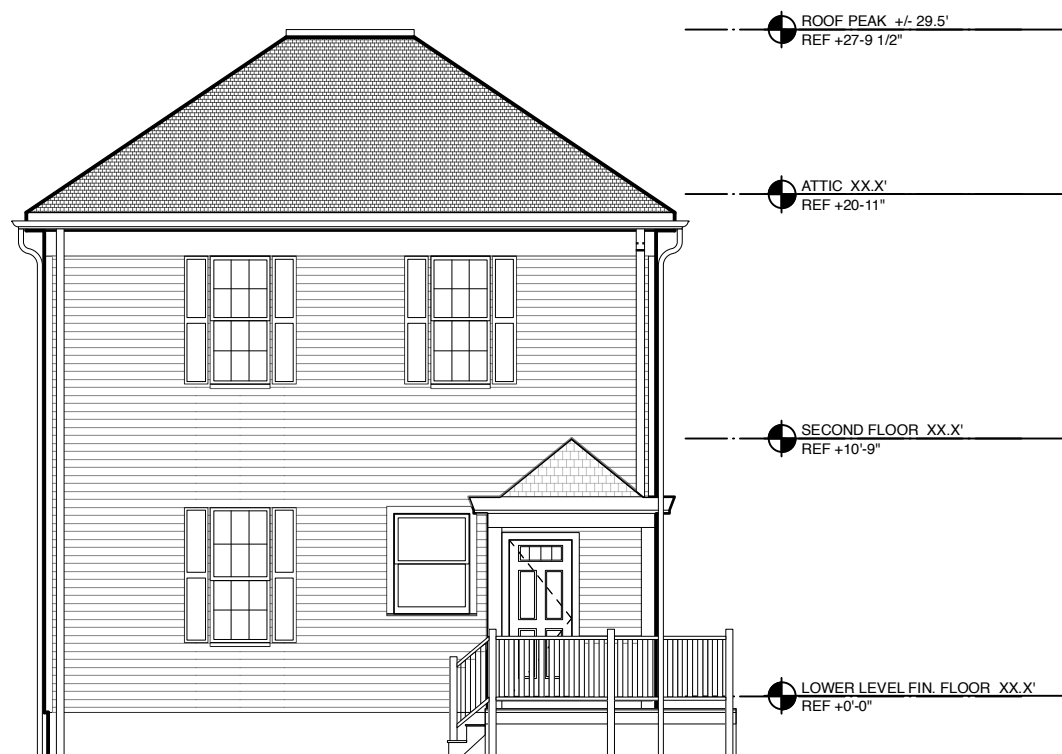 ROOF PEAK +/- 29.5'
REF +27-9 1/2"
ATTIC XX.X'
REF +20-11"
SECOND FLOOR XX.X'
REF +10'-9"
LOWER LEVEL FIN. FLOOR XX.X'
REF +0'-0"